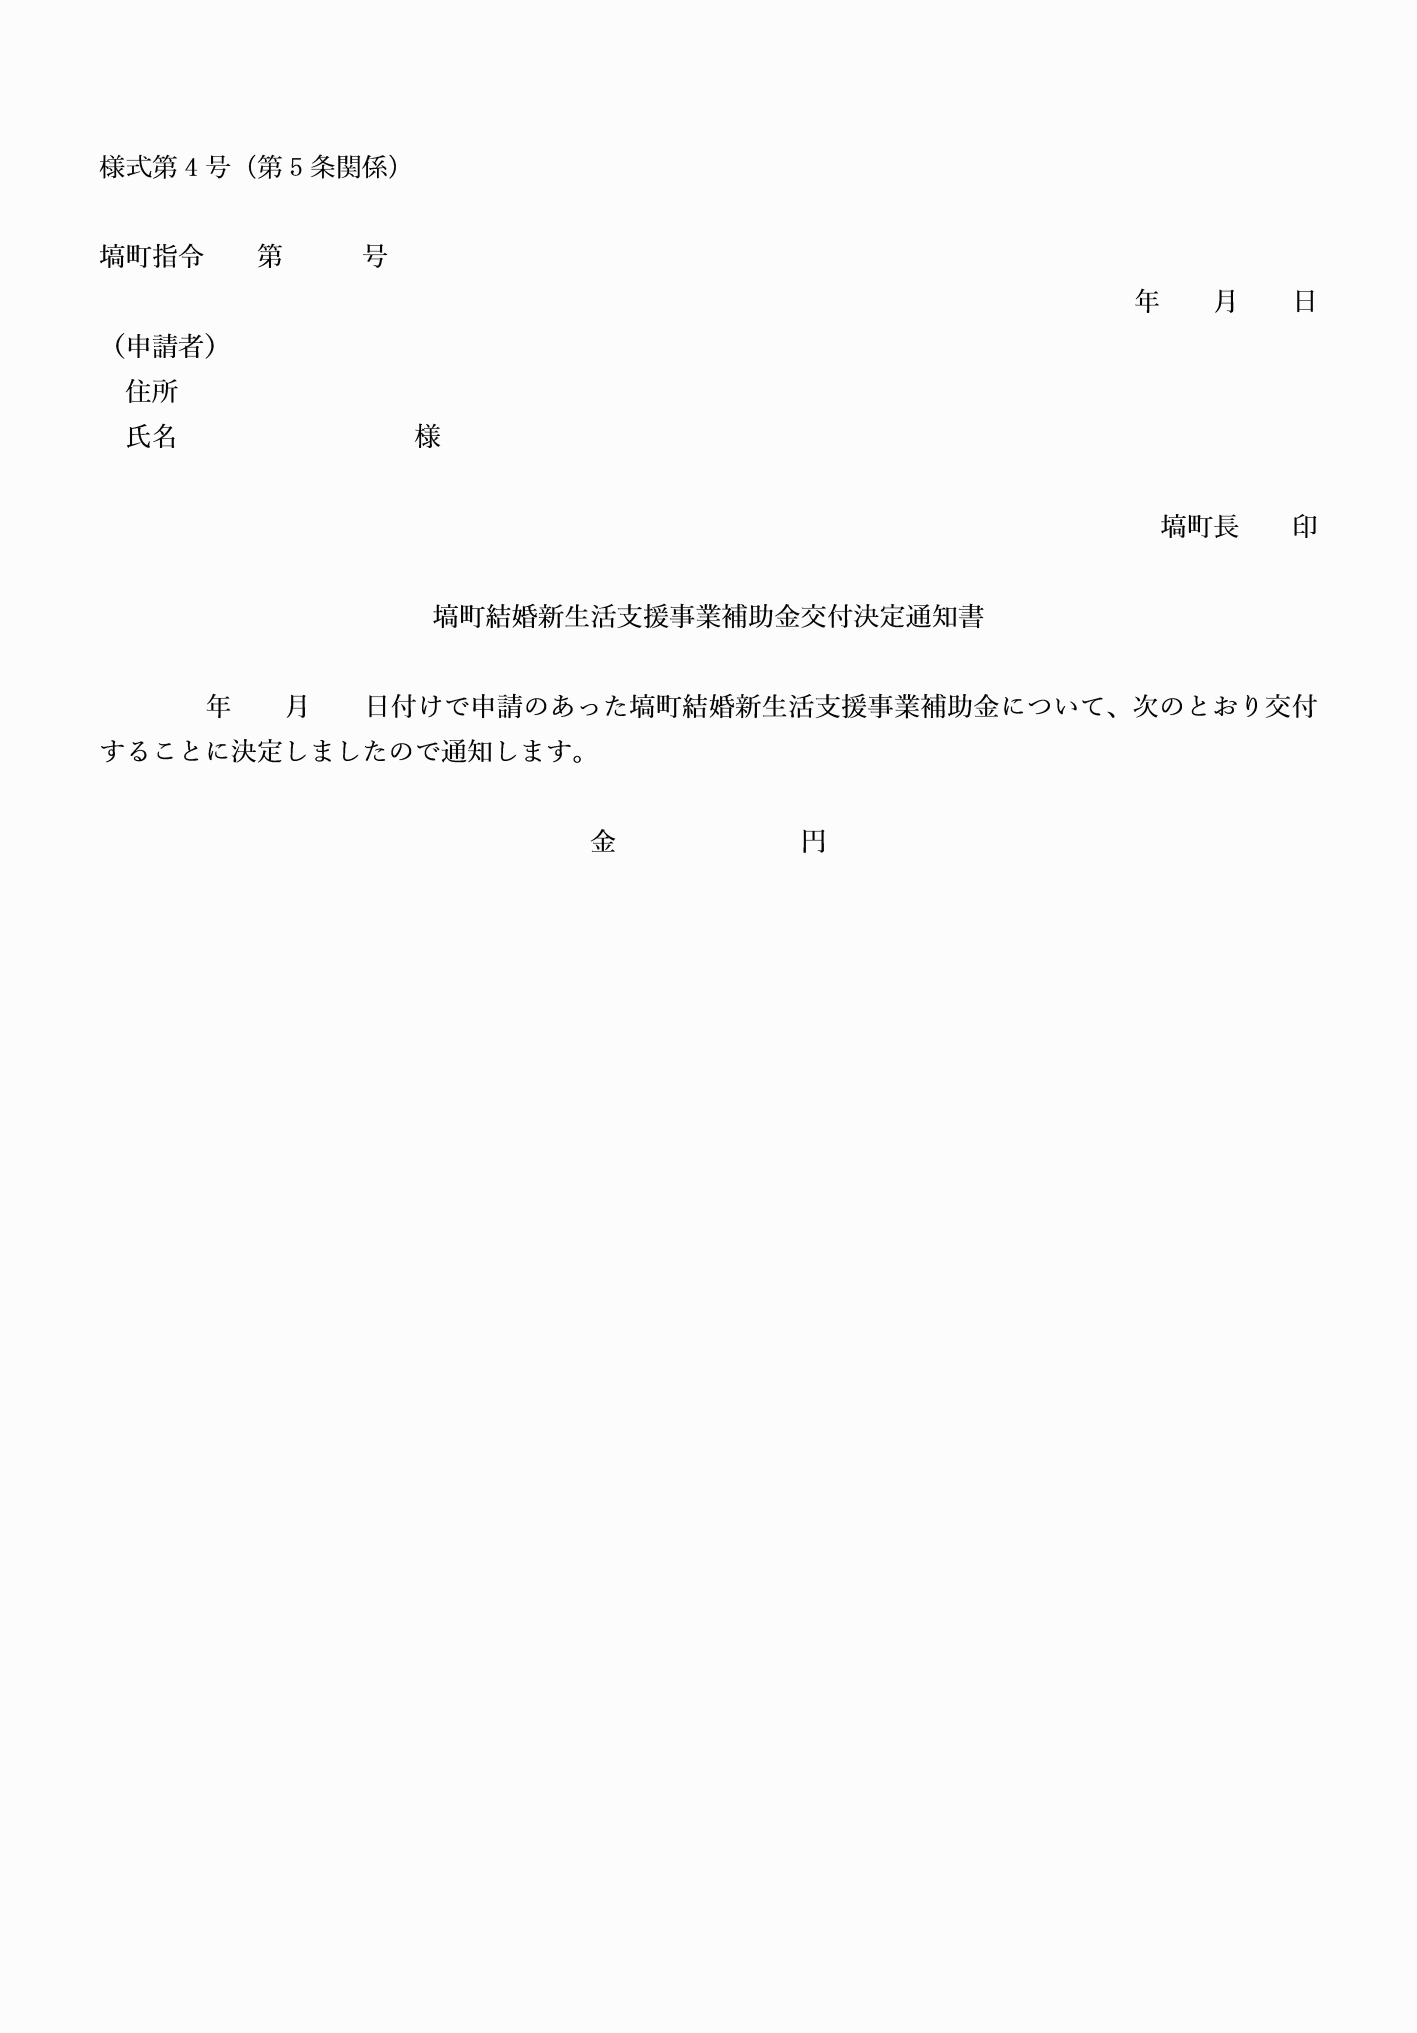 様式第4号（第5条関係）
塙町指令　　第　　　号
年　　月　　日
（申請者）
　住所
　氏名　　　　　　　　　様
塙町長　　印
塙町結婚新生活支援事業補助金交付決定通知書
　　　　年　　月　　日付けで申請のあった塙町結婚新生活支援事業補助金について、次のとおり交付
することに決定しましたので通知します。
金　　　　　　　円